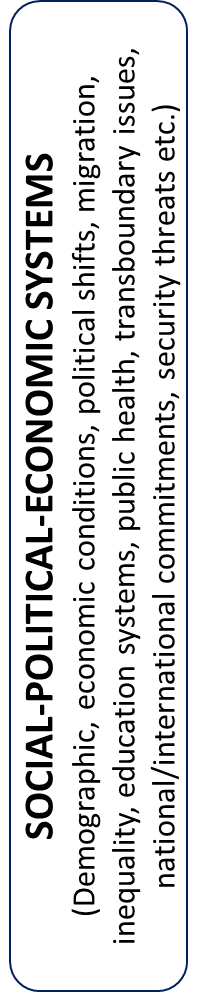 SOCIAL-POLITICAL-ECONOMIC SYSTEMS
(Demographic, economic conditions, political shifts, migration,
inequality, education systems, public health, transboundary issues,
national/international commitments, security threats etc.)